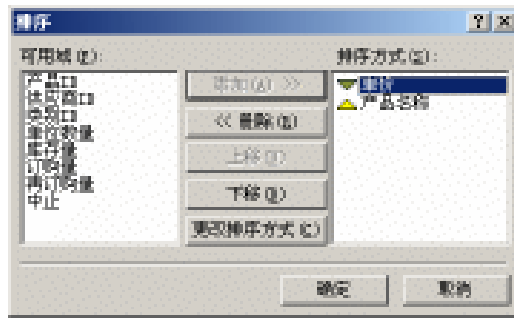 排序
可用域(F):
排序方式(S):
产品ID
供应商ID
类别ID
单位数量
库存量
订购量
再订购量
中止
添加(A) >>
<< 删除(R)
上移(U)
下移(D)
更改排序方式(C)
单价
产品名称
确定
取消